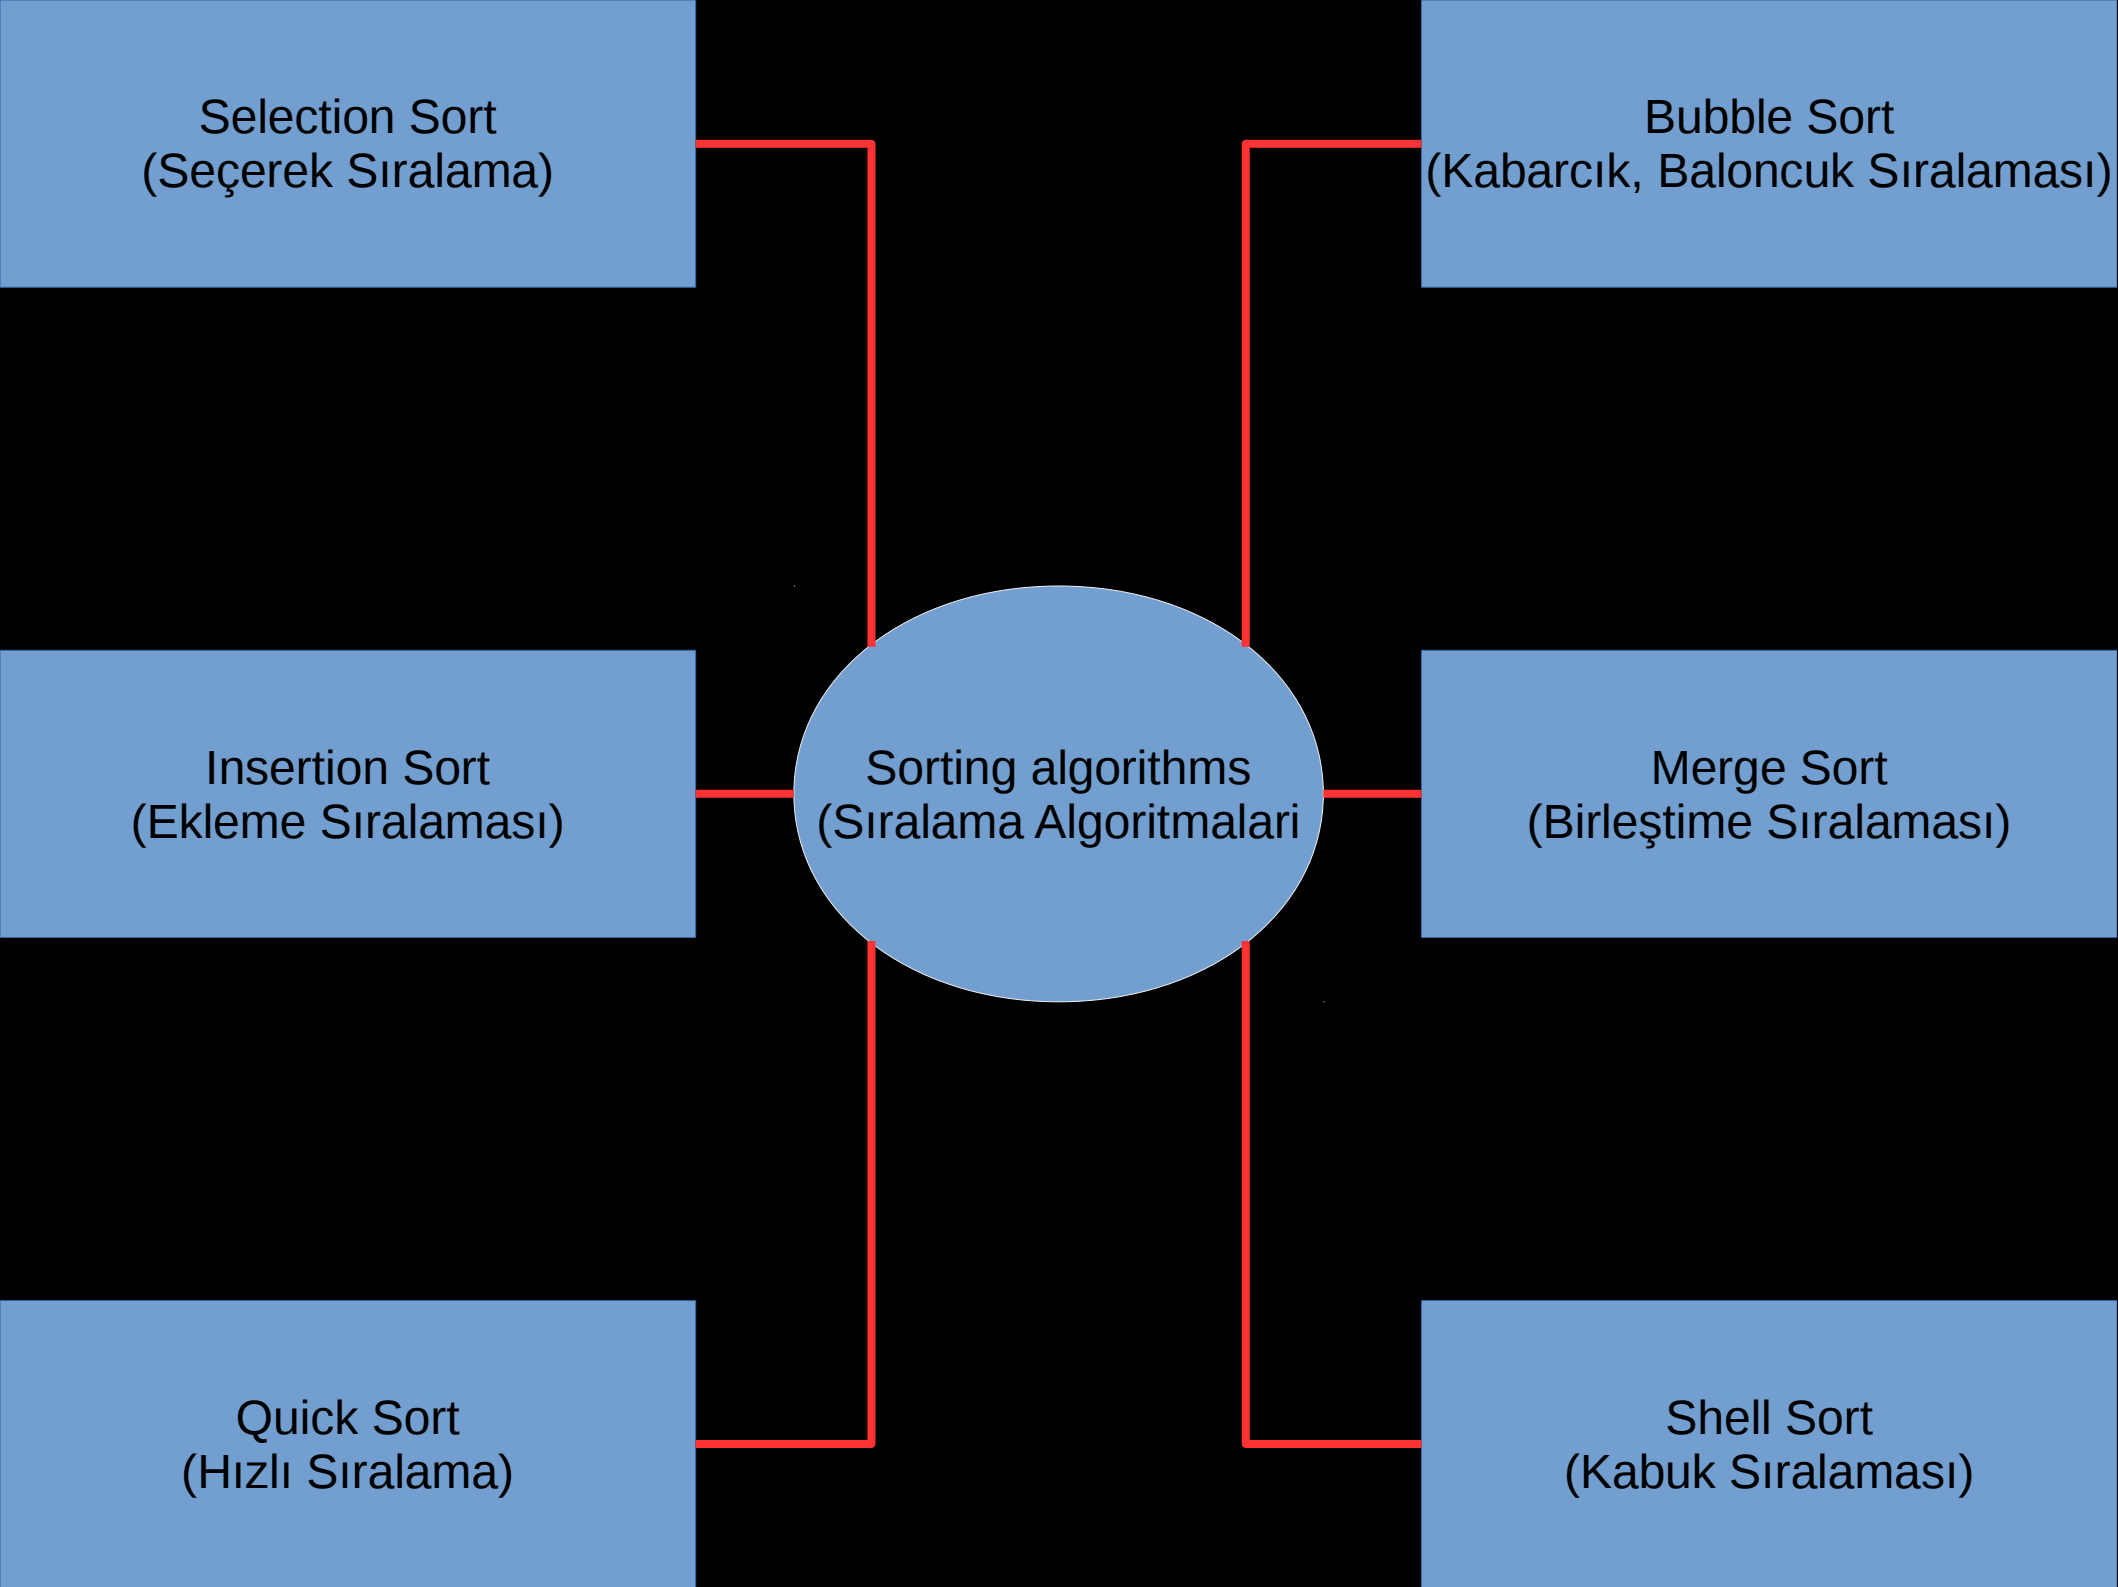 Selection Sort
(Seçerek Sıralama)
Bubble Sort
(Kabarcık, Baloncuk Sıralaması)
Insertion Sort
(Ekleme Sıralaması)
Sorting algorithms
(Sıralama Algoritmalari
Merge Sort
(Birleştime Sıralaması)
Quick Sort
(Hızlı Sıralama)
Shell Sort
(Kabuk Sıralaması)